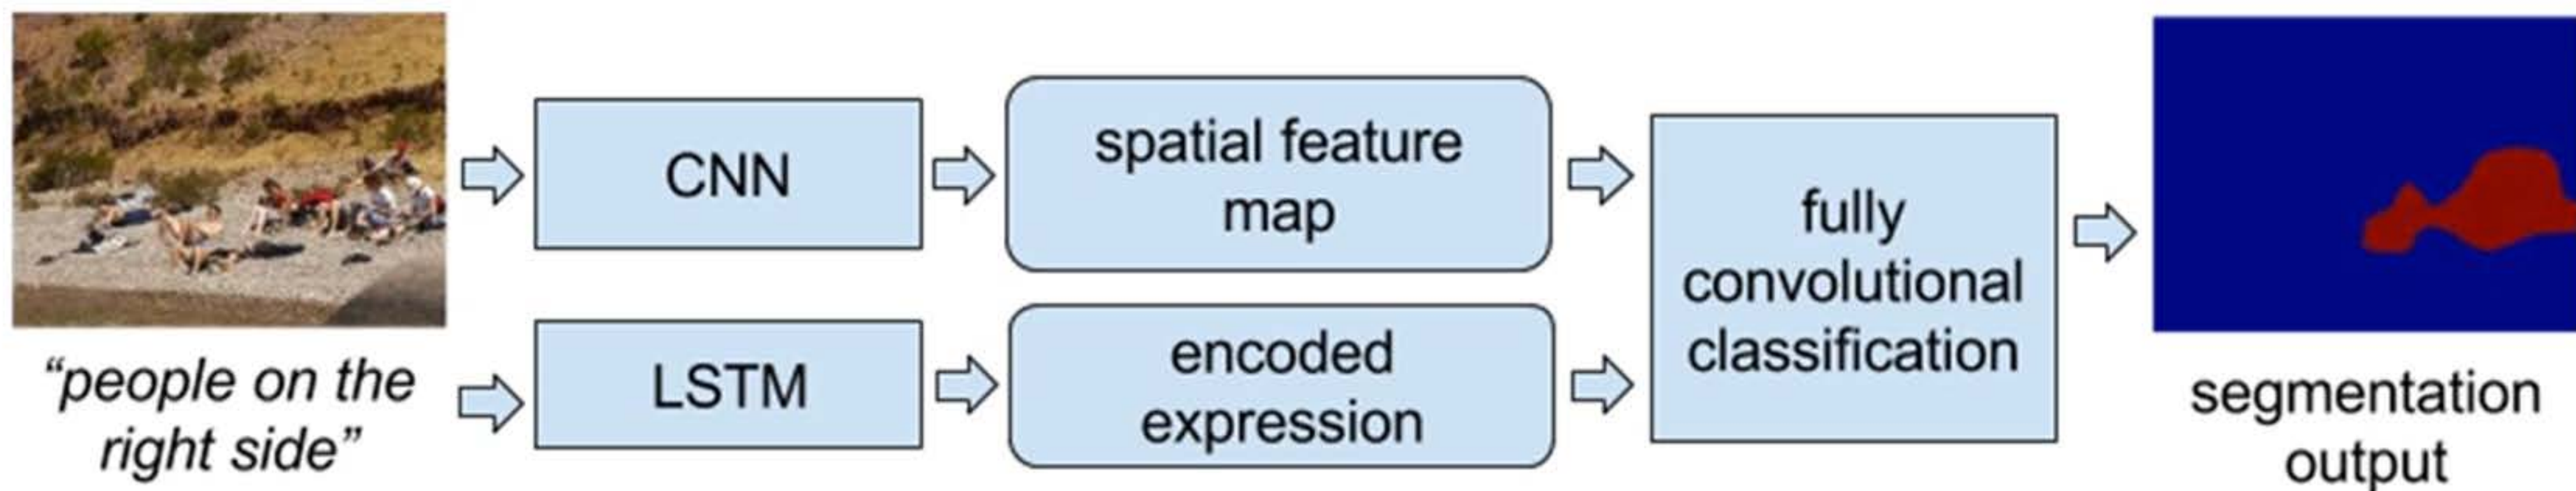 CNN
spatial feature
map
fully
convolutional
classification
“people on the
right side”
LSTM
encoded
expression
segmentation
output